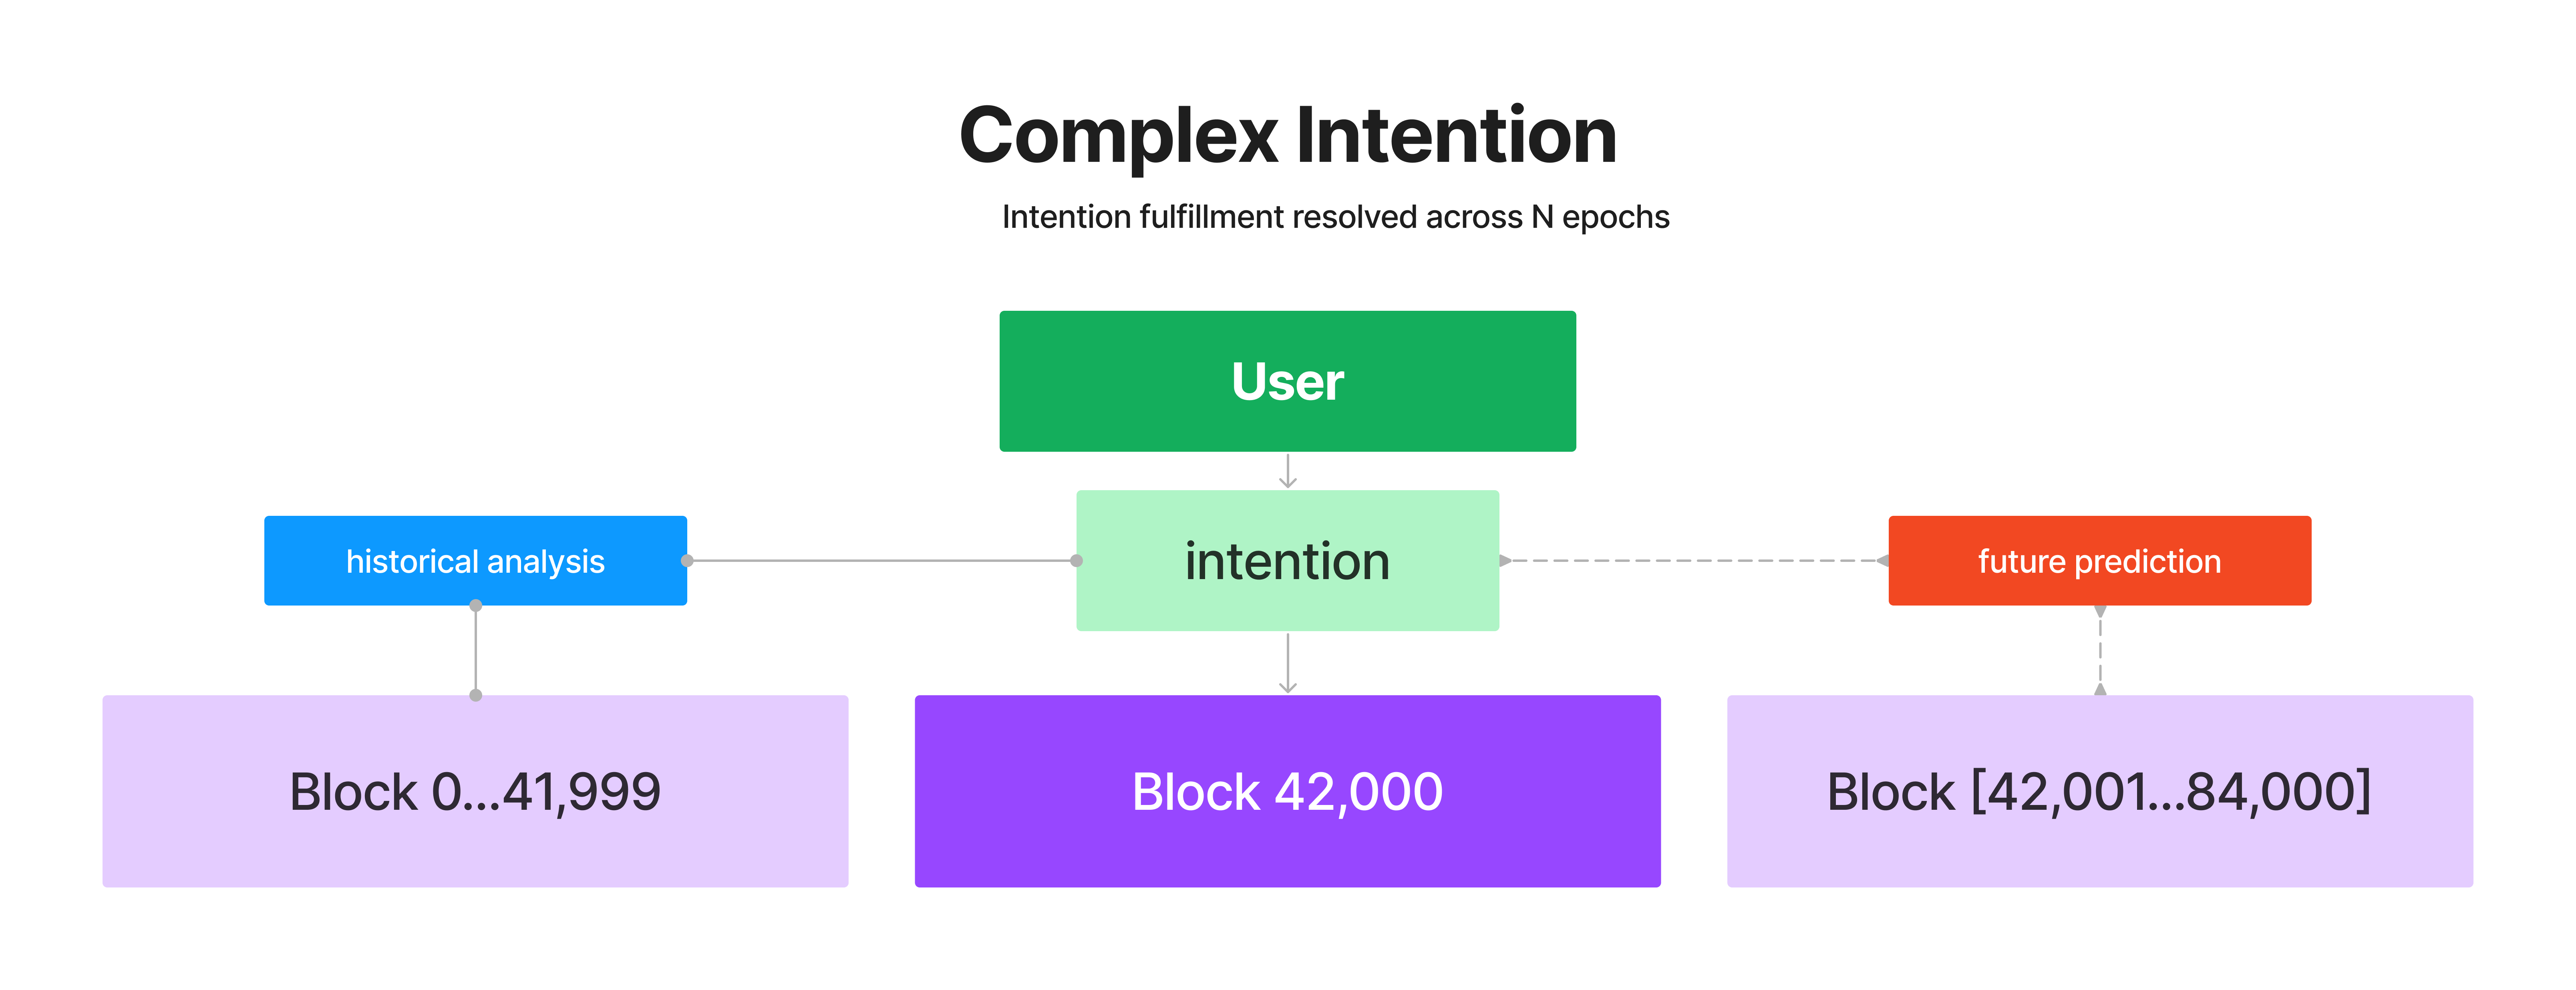 Complex Intention
Intention fulfillment resolved across N epochs
User
intention
historical analysis
future prediction
Block 0...41,999
Block 42,000
Block [42,001...84,000]